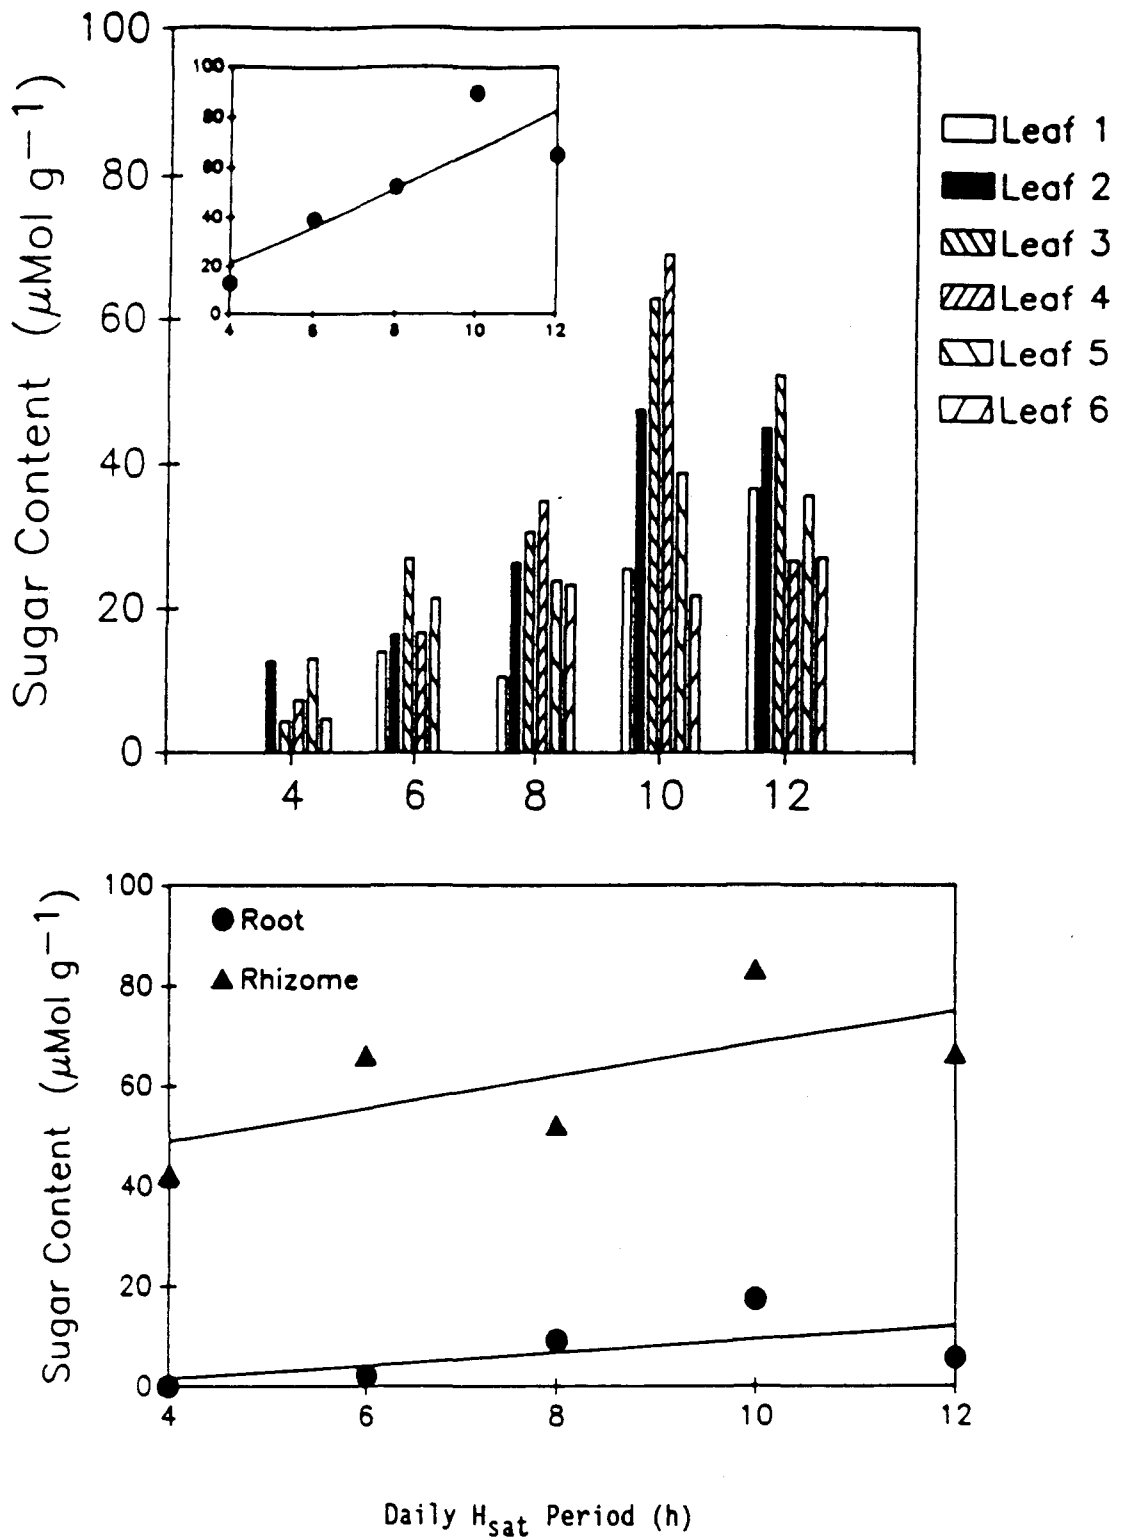 100
80
60
40
20
0
Sugar Content (μMol g−1)
100
80
60
40
20
0
4 6 8 10 12
Leaf 1
Leaf 2
Leaf 3
Leaf 4
Leaf 5
Leaf 6
4 6 8 10 12
100
80
60
40
20
0
Sugar Content (μMol g−1)
Root
Rhizome
4 6 8 10 12
Daily Hsat Period (h)